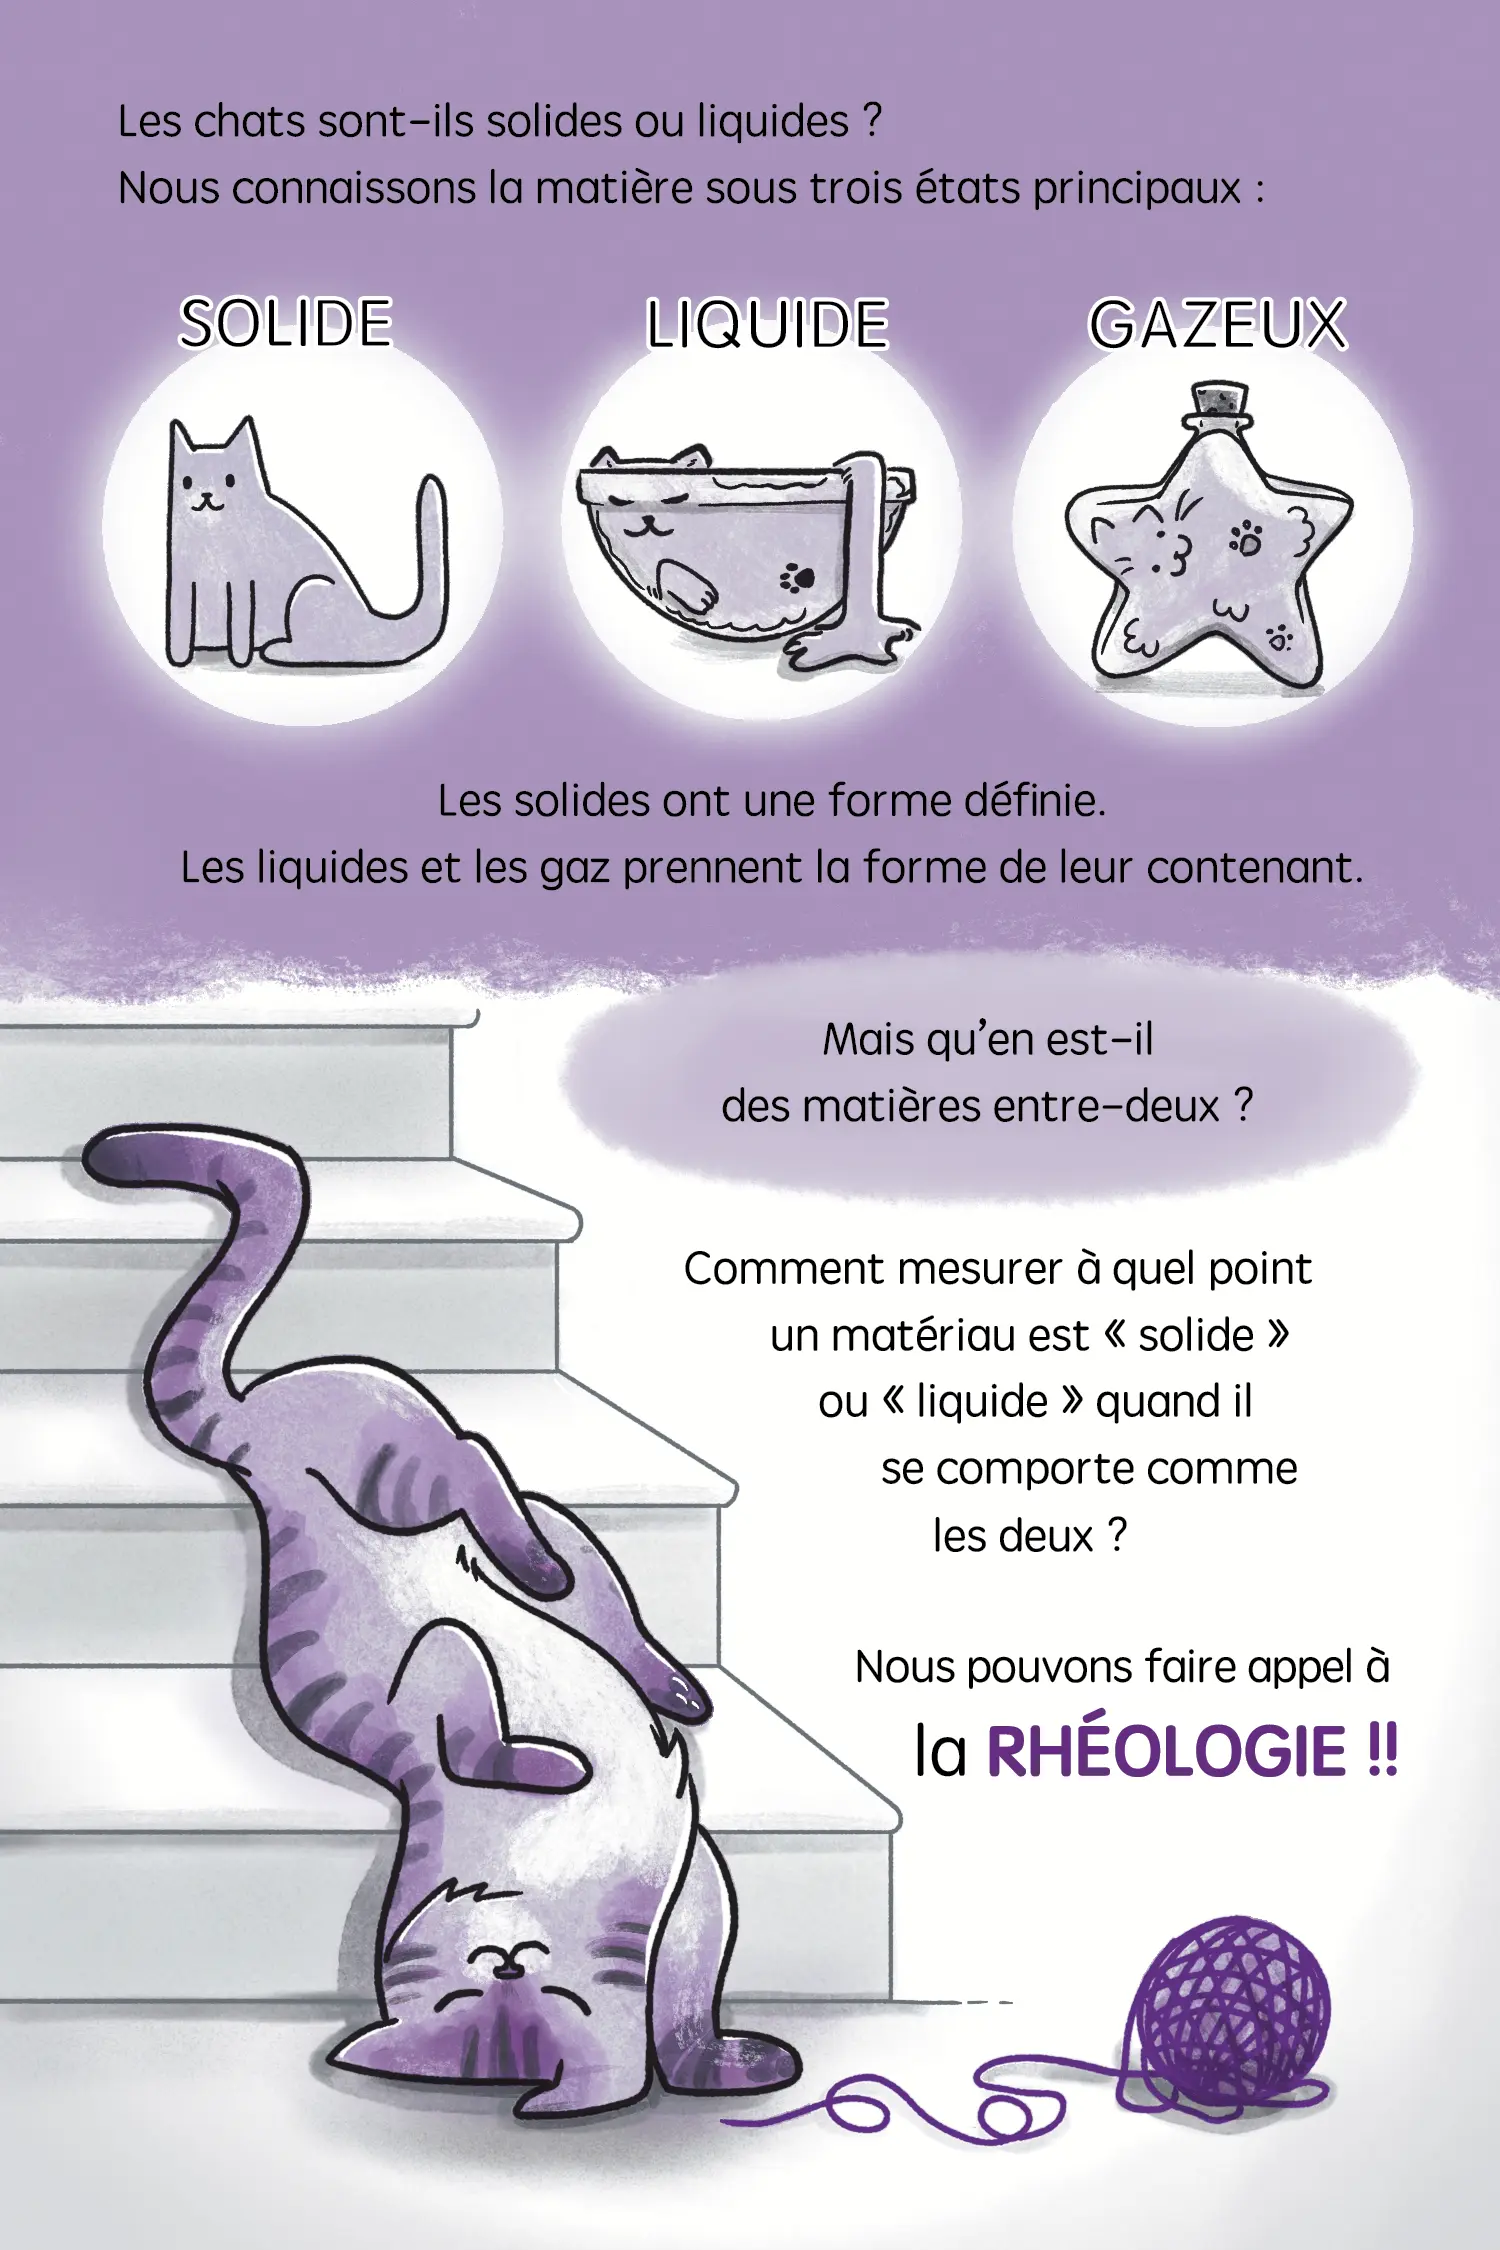 Les chats sont-ils solides ou liquides ?
Nous connaissons la matière sous trois états principaux :
SOLIDE
LIQUIDE
GAZEUX
Les solides ont une forme définie.
Les liquides et les gaz prennent la forme de leur contenant.
Mais qu’en est-il
des matières entre-deux ?
Comment mesurer à quel point
un matériau est « solide »
ou « liquide » quand il
se comporte comme
les deux ?
Nous pouvons faire appel à
la RHÉOLOGIE !!